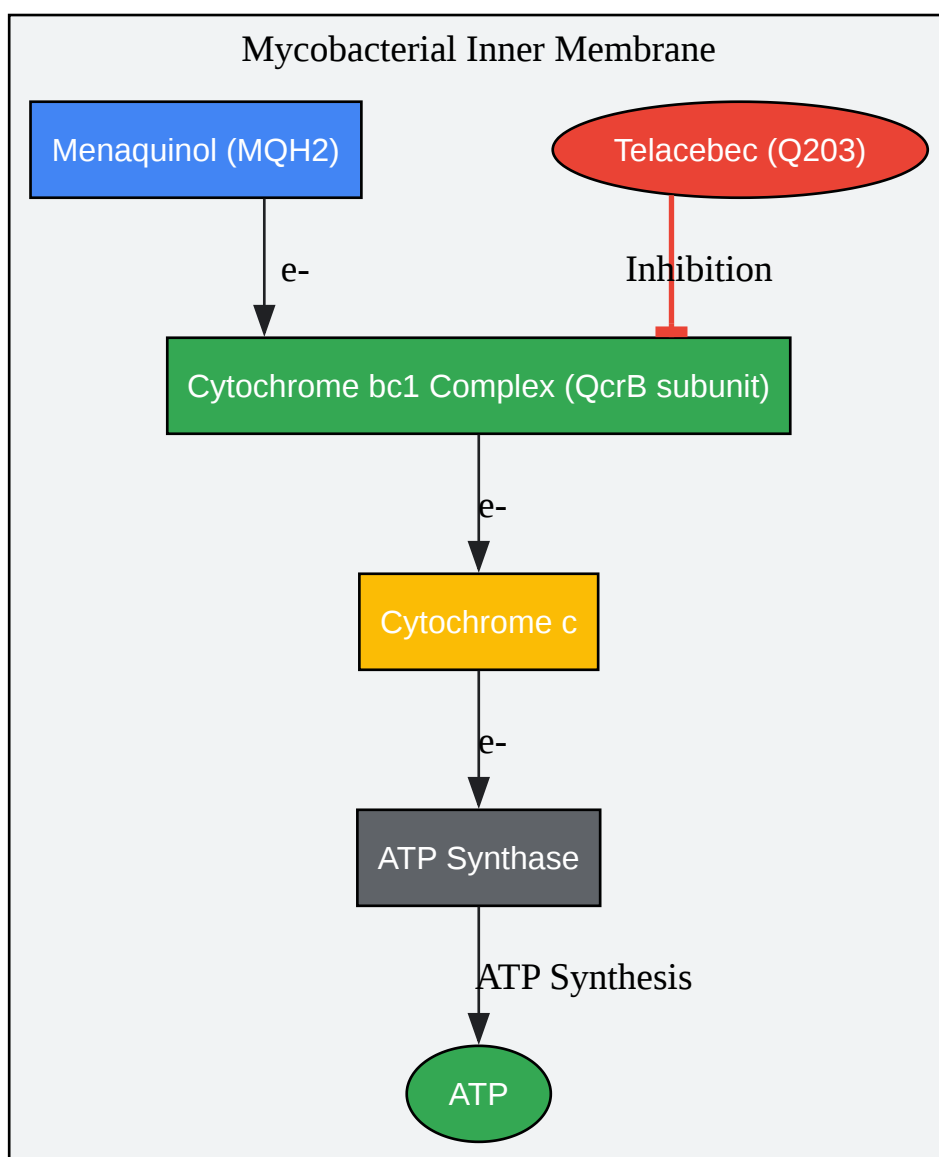 Mycobacterial Inner Membrane
Menaquinol (MQH2)
Telacebec (Q203)
e-
Inhibition
Cytochrome bc1 Complex (QcrB subunit)
e-
Cytochrome c
e-
ATP Synthase
ATP Synthesis
ATP